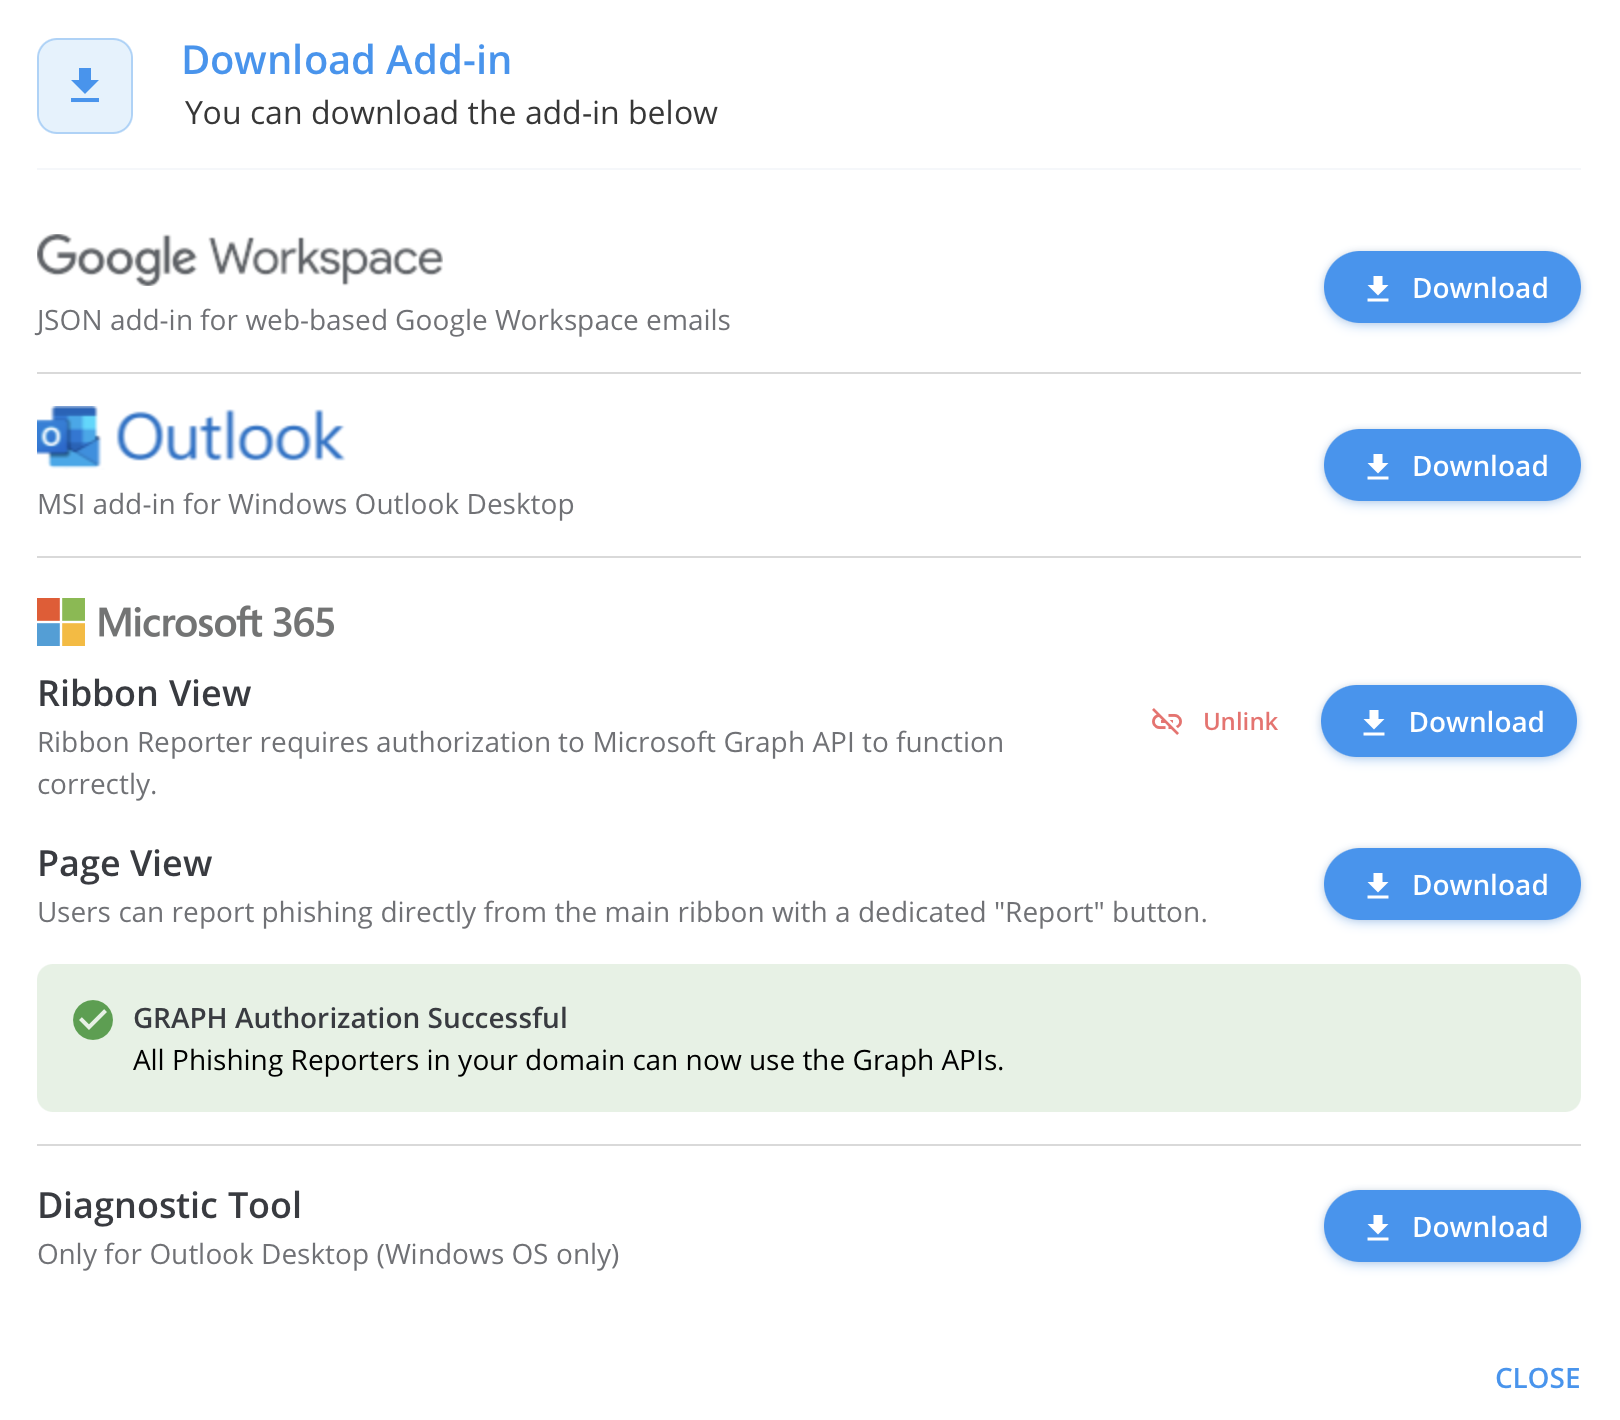 Download Add-in
You can download the add-in below
Google Workspace
JSON add-in for web-based Google Workspace emails
Download
Outlook
MSI add-in for Windows Outlook Desktop
Download
Microsoft 365
Ribbon View
Ribbon Reporter requires authorization to Microsoft Graph API to function
correctly.
Unlink
Download
Page View
Users can report phishing directly from the main ribbon with a dedicated "Report" button.
Download
GRAPH Authorization Successful
All Phishing Reporters in your domain can now use the Graph APIs.
Diagnostic Tool
Only for Outlook Desktop (Windows OS only)
Download
CLOSE